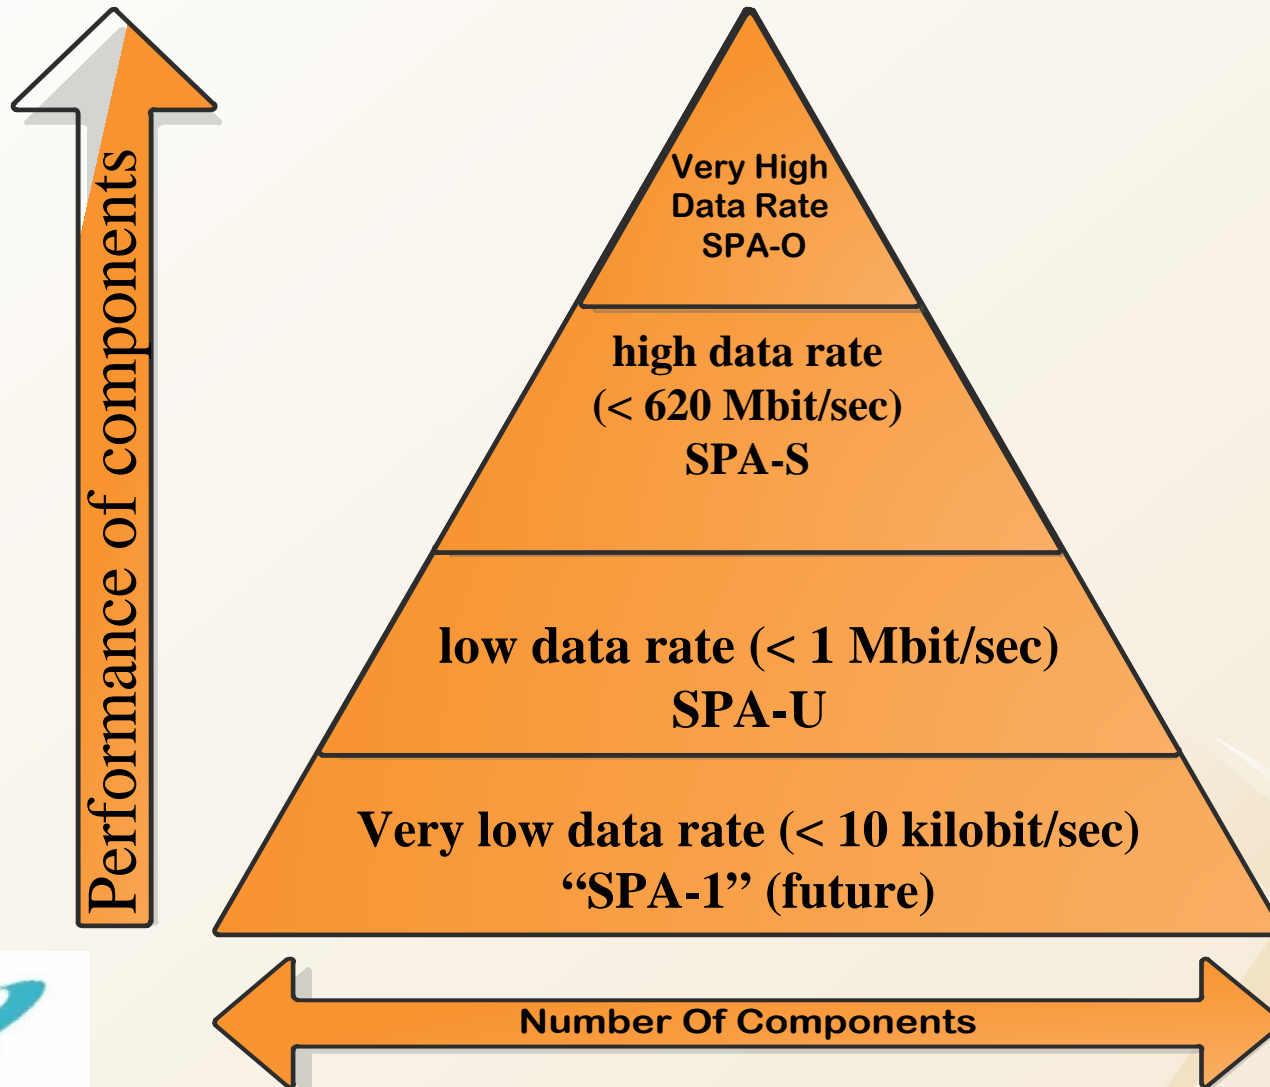 Performance of components
Very High
Data Rate
SPA-O
high data rate
(< 620 Mbit/sec)
SPA-S
low data rate (< 1 Mbit/sec)
SPA-U
Very low data rate (< 10 kilobit/sec)
“SPA-1” (future)
Number Of Components